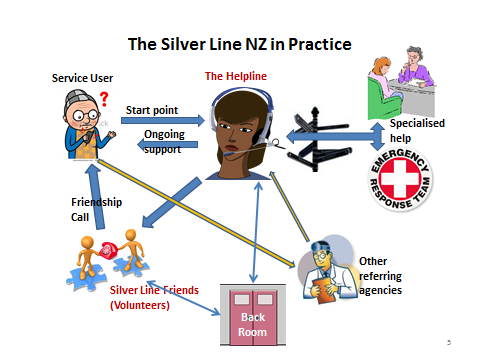 The Silver Line NZ in Practice
Service User
The Helpline
?
Start point
Ongoing
support
Specialised
help
EMERGENCY
RESPONSE TEAM
Friendship
Call
Silver Line Friends
(Volunteers)
Back
Room
Other
referring
agencies
5